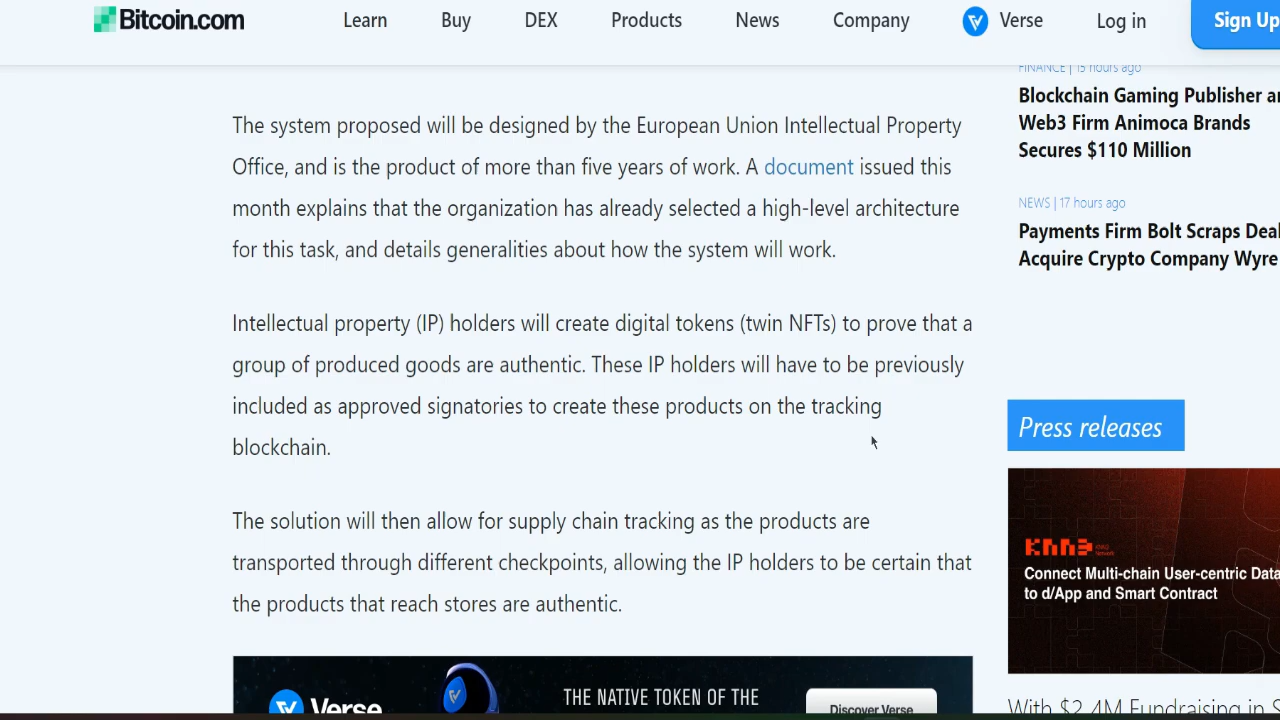 Bitcoin.com
Learn
Buy
DEX
Products
News
Company
Verse
Log in
Sign Up
The system proposed will be designed by the European Union Intellectual Property
Office, and is the product of more than five years of work. A document issued this
month explains that the organization has already selected a high-level architecture
for this task, and details generalities about how the system will work.
Intellectual property (IP) holders will create digital tokens (twin NFTs) to prove that a
group of produced goods are authentic. These IP holders will have to be previously
included as approved signatories to create these products on the tracking
blockchain.
The solution will then allow for supply chain tracking as the products are
transported through different checkpoints, allowing the IP holders to be certain that
the products that reach stores are authentic.
Verse
THE NATIVE TOKEN OF THE
Discover Verse
FINANCE | 15 hours ago
Blockchain Gaming Publisher
Web3 Firm Animoca Brands
Secures $110 Million
NEWS | 17 hours ago
Payments Firm Bolt Scraps
Acquire Crypto Company Wyre
Press releases
Connect Multi-chain User-centric Data
to d/App and Smart Contract
With $2.4M Fundraising in